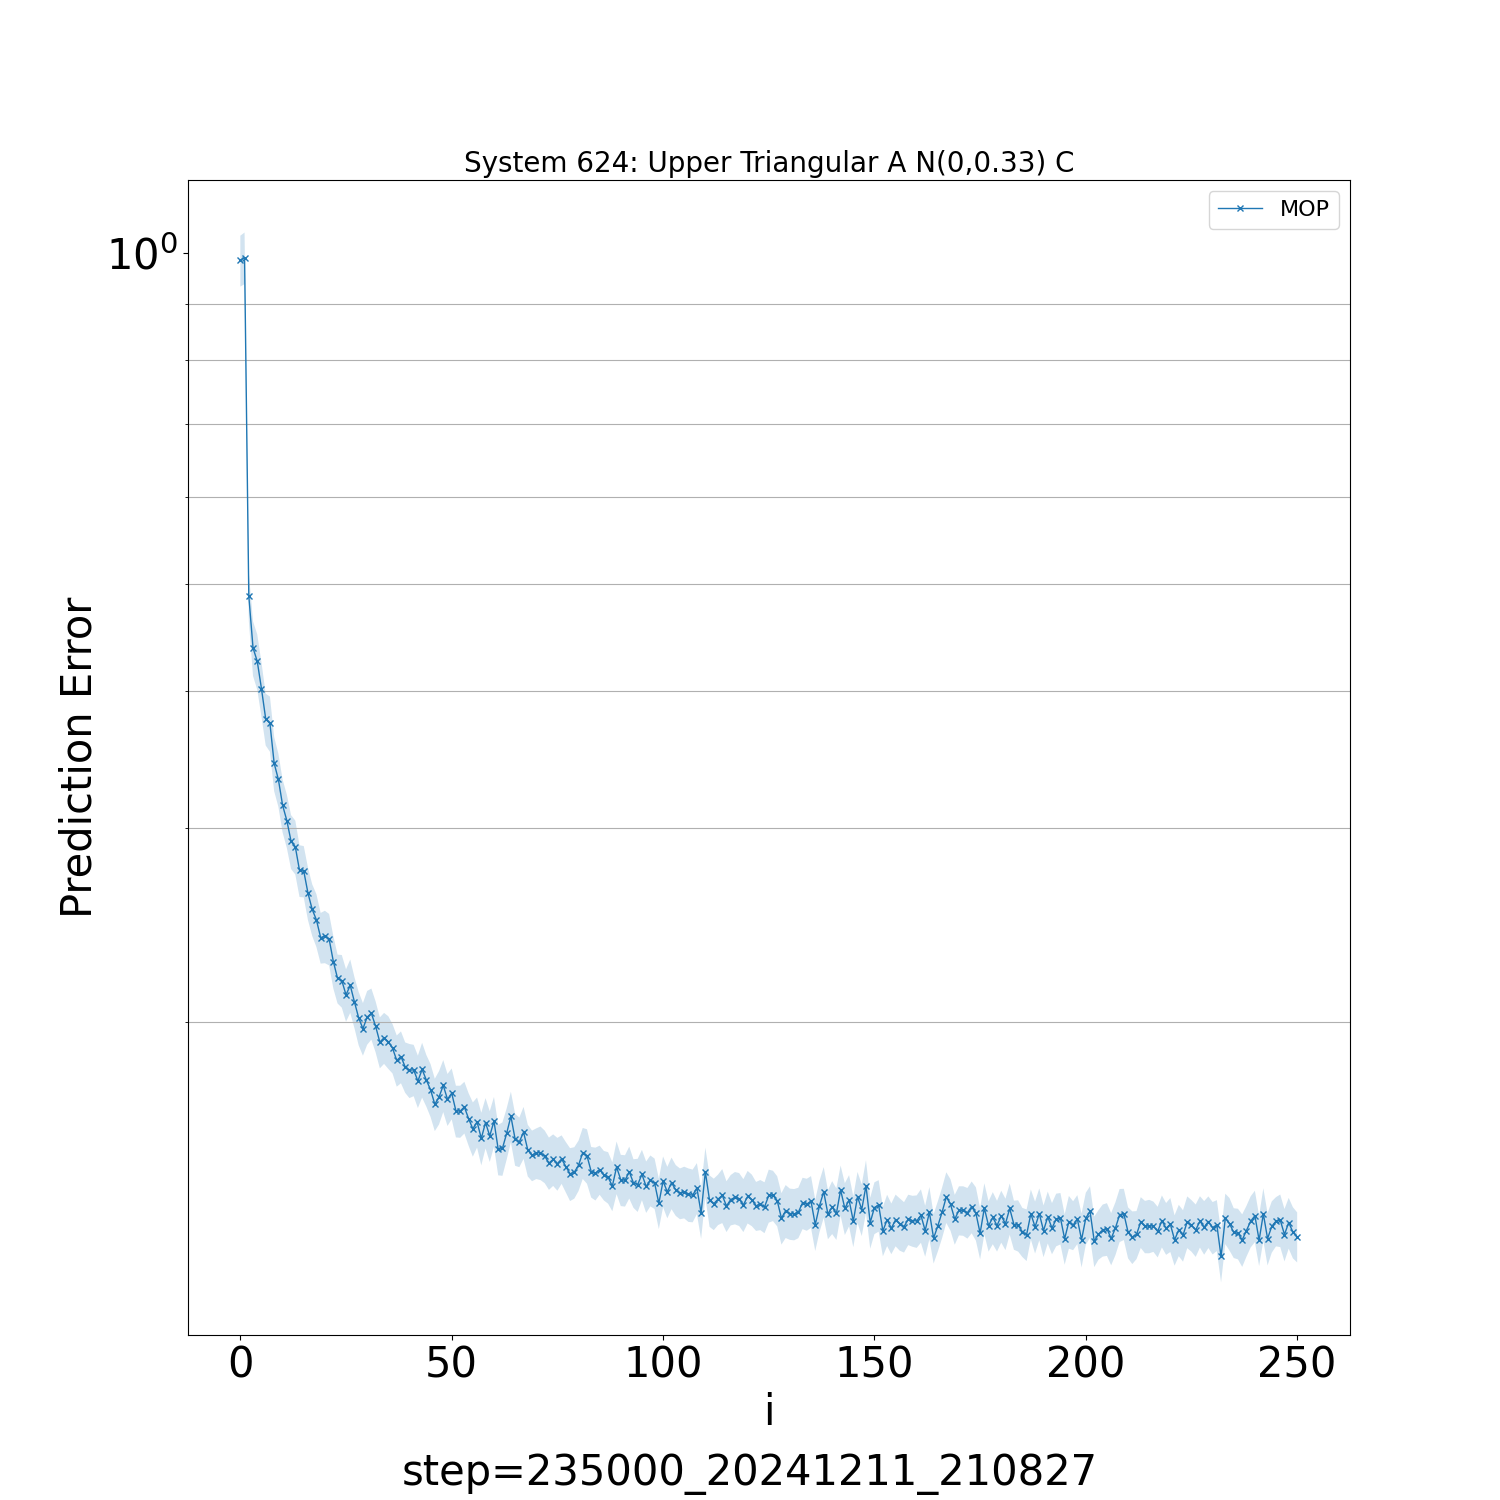 System 624: Upper Triangular A N(0,0.33) C
MOP
10⁰
Prediction Error
0 50 100 150 200 250
i
step=235000_20241211_210827